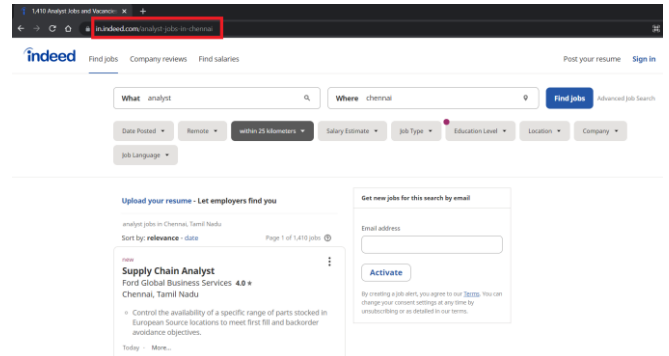 1,410 Analyst Jobs and Vacancies
in.indeed.com/analyst-jobs-in-chennai
indeed Find jobs Company reviews Find salaries Post your resume Sign in
What analyst Where chennai Find jobs Advanced Job Search
Date Posted Remote within 25 kilometers Salary Estimate Job Type Education Level Location Company
Job Language
Upload your resume - Let employers find you
analyst jobs in Chennai, Tamil Nadu
Sort by: relevance - date Page 1 of 1,410 jobs
new
Supply Chain Analyst
Ford Global Business Services 4.0
Chennai, Tamil Nadu
Control the availability of a specific range of parts stocked in
European Source locations to meet first fill and backorder
avoidance objectives.
Today · More...
Get new jobs for this search by email
Email address
Activate
By creating a job alert, you agree to our Terms. You can
change your consent settings at any time by
unsubscribing or as detailed in our terms.